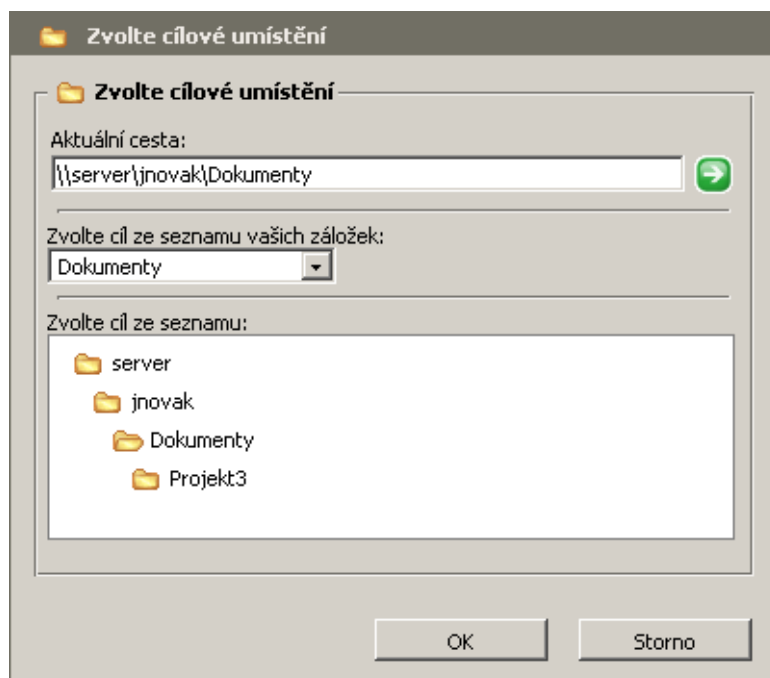 Zvolte cílové umístění
Zvolte cílové umístění
Aktuální cesta:
\\server\jnovak\Dokumenty
Zvolte cíl ze seznamu vašich záložek:
Dokumenty
Zvolte cíl ze seznamu:
server
jnovak
Dokumenty
Projekt3
OK Storno